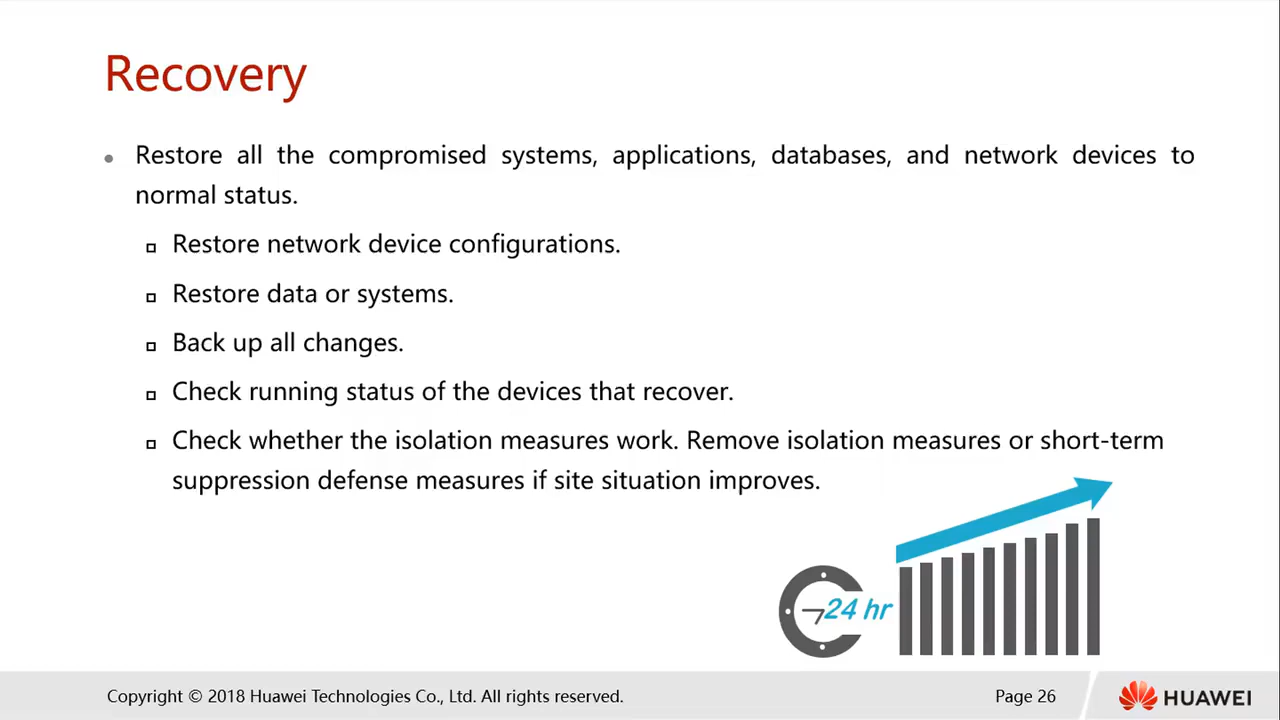 Recovery
Restore all the compromised systems, applications, databases, and network devices to
normal status.
Restore network device configurations.
Restore data or systems.
Back up all changes.
Check running status of the devices that recover.
Check whether the isolation measures work. Remove isolation measures or short-term
suppression defense measures if site situation improves.
24 hr
Copyright © 2018 Huawei Technologies Co., Ltd. All rights reserved.
Page 26
HUAWEI